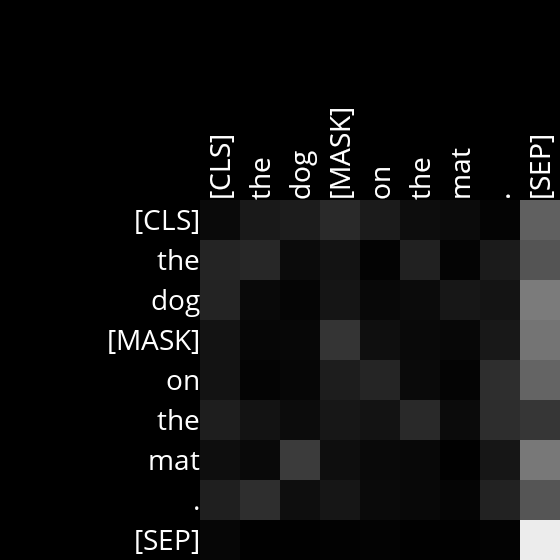 [CLS] the dog [MASK] on the mat . [SEP]
[CLS]
the
dog
[MASK]
on
the
mat
.
[SEP]